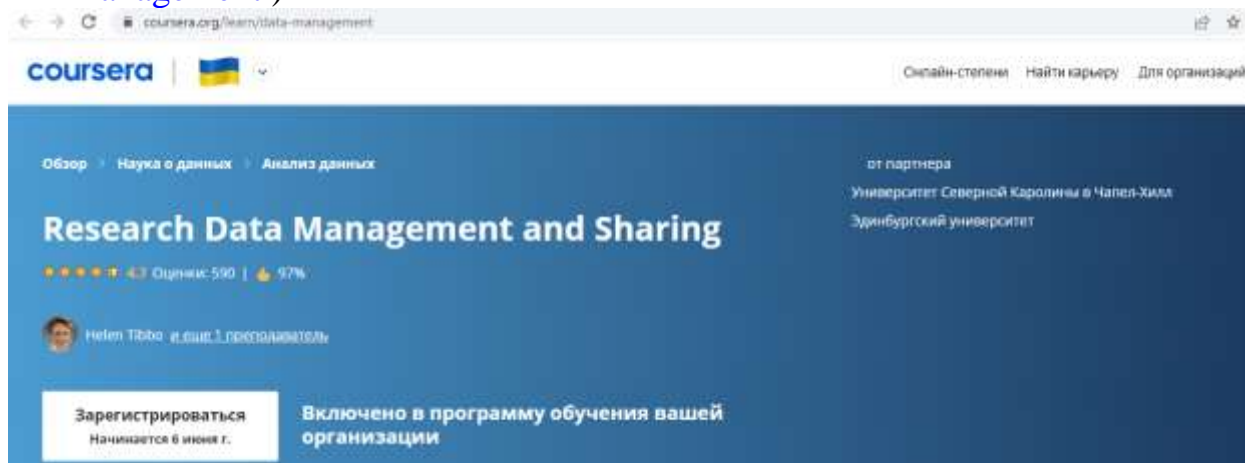 coursera.org/learn/data-management
coursera
Онлайн-степени Найти карьеру Для организаций
Обзор Наука о данных Анализ данных
от партнера
Университет Северной Каролины в Чапел-Хилл
Эдинбургский университет
Research Data Management and Sharing
4.3 Оценки: 590 | 97%
Helen Tibbo и еще 1 преподаватель
Зарегистрироваться
Начинается 6 июня г.
Включено в программу обучения вашей
организации